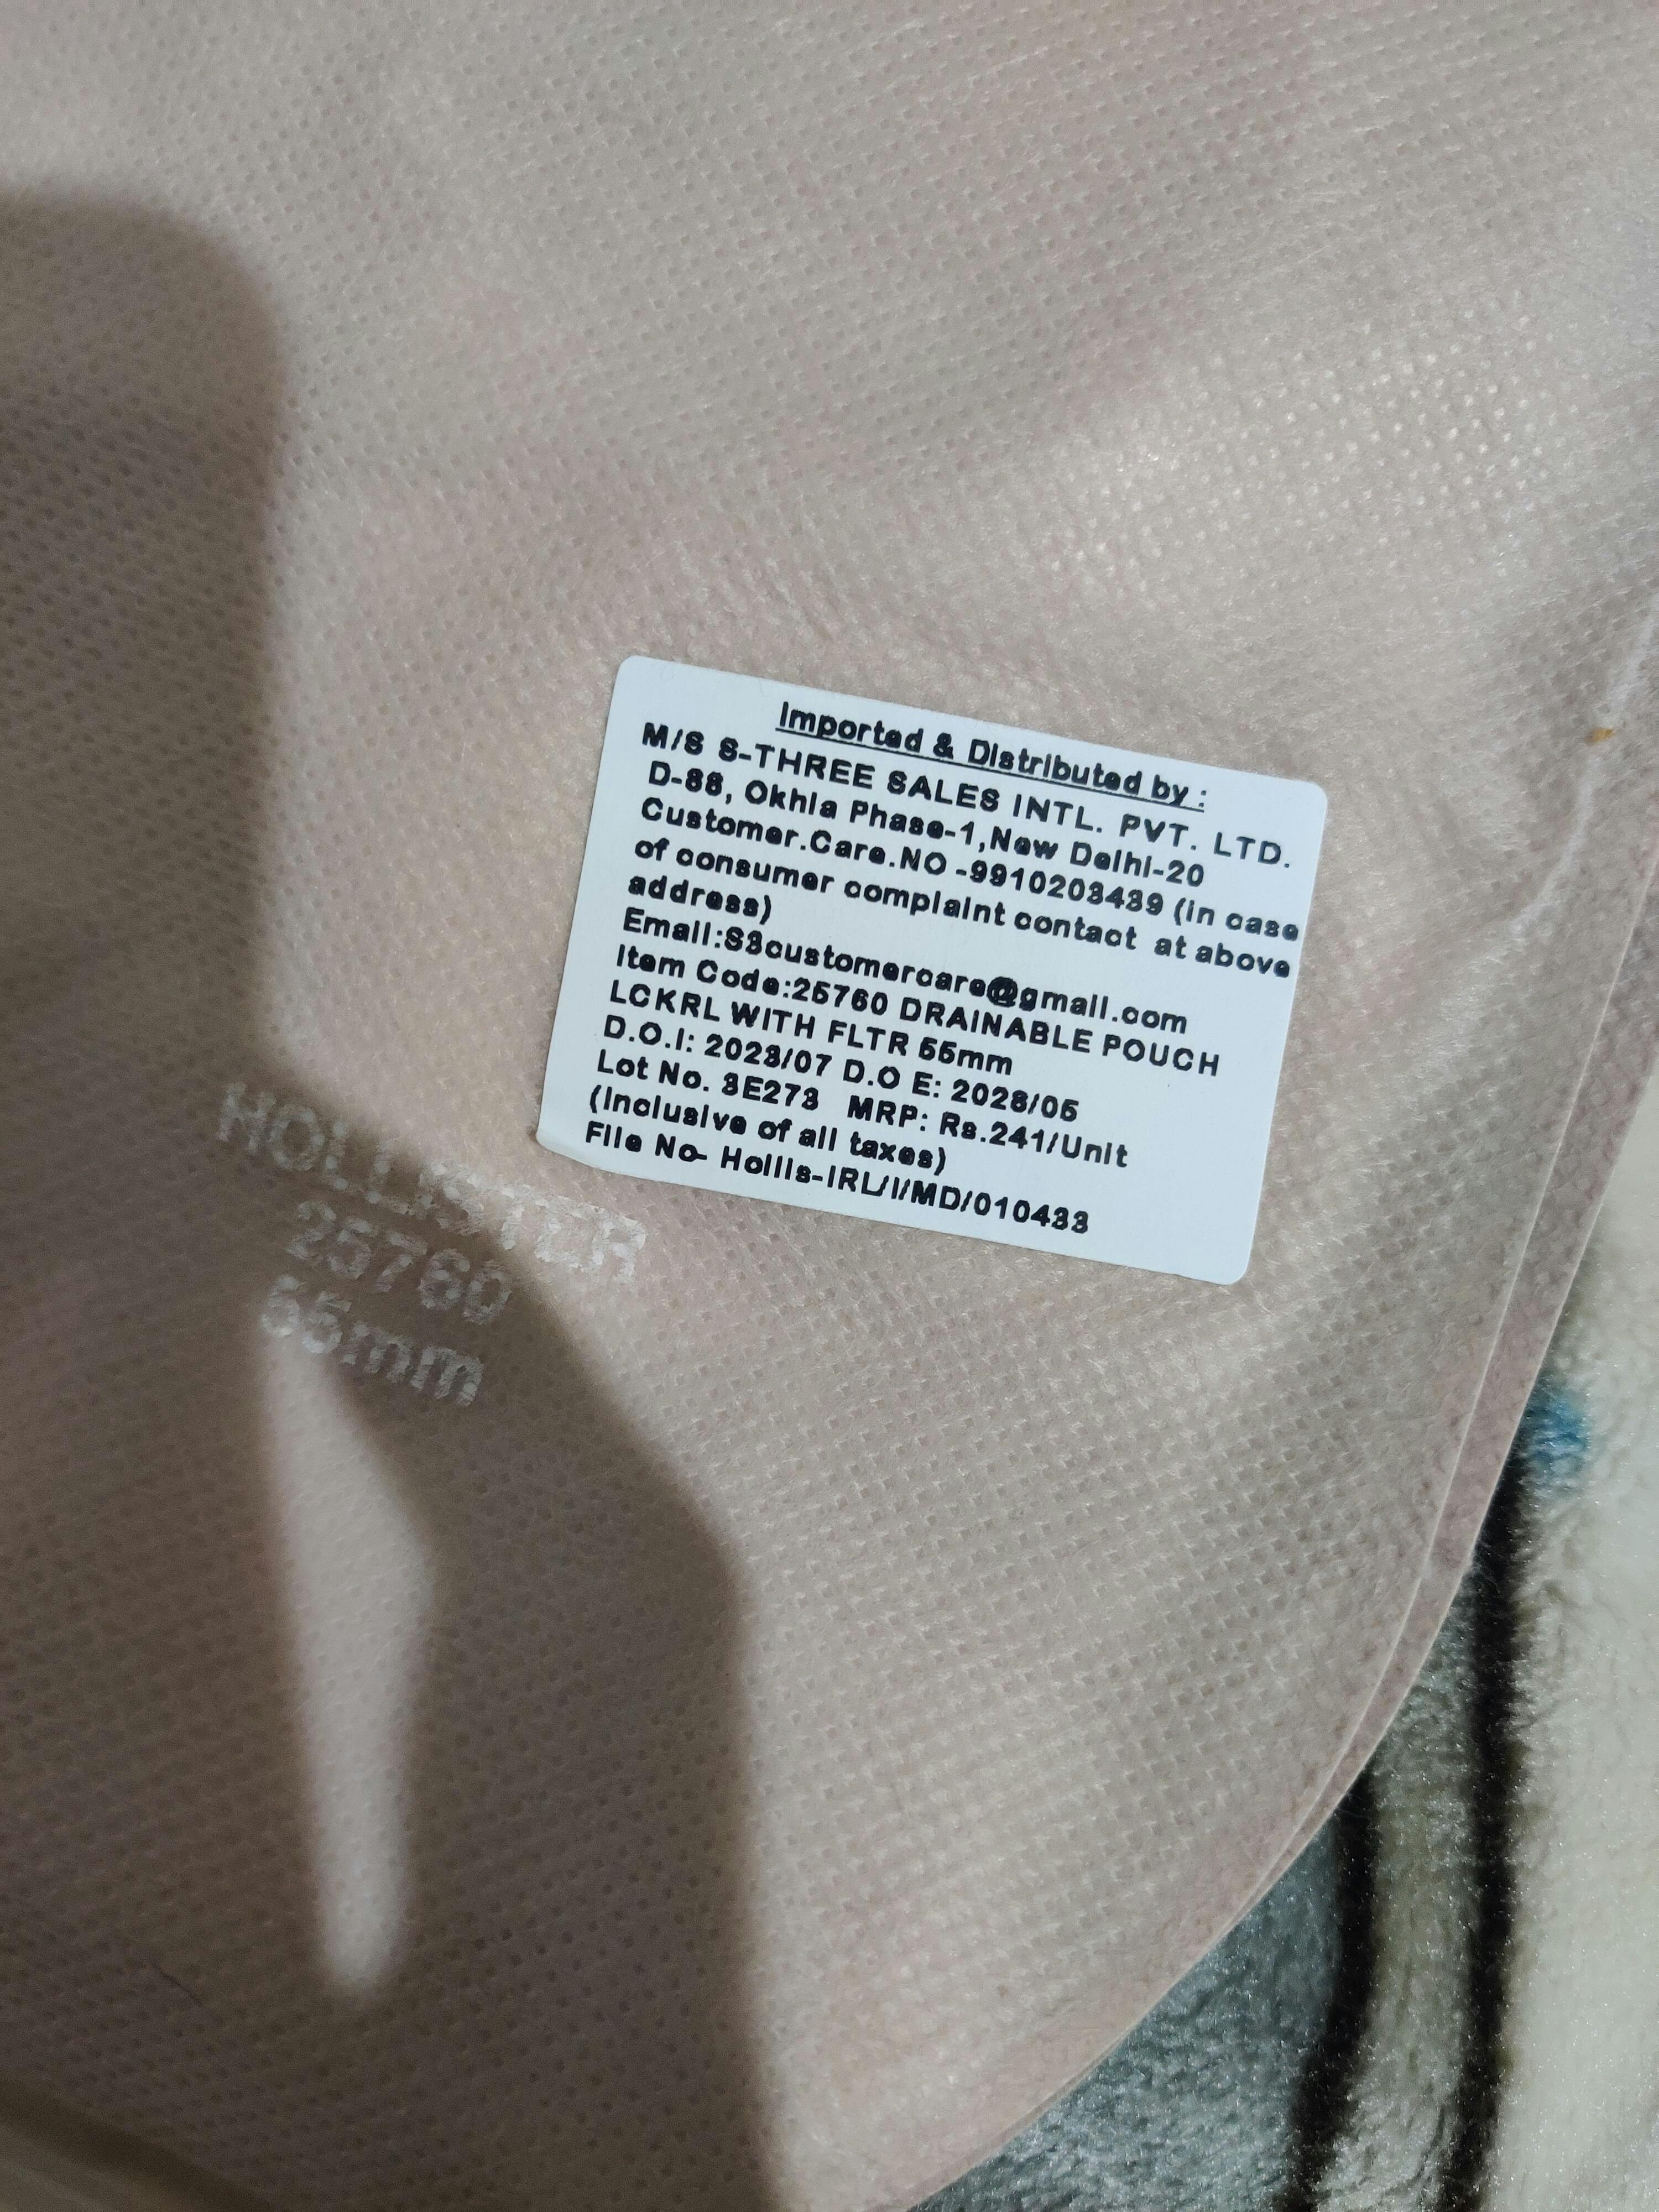 Imported & Distributed by :
M/S S-THREE SALES INTL. PVT. LTD.
D-88, Okhla Phase-1,New Delhi-20
Customer.Care.NO -9910203439 (in case
of consumer complaint contact at above
address)
Email:S3customercare@gmail.com
Item Code:25760 DRAINABLE POUCH
LCKRL WITH FLTR 55mm
D.O.I: 2023/07 D.O E: 2028/05
Lot No. 3E273 MRP: Rs.241/Unit
(Inclusive of all taxes)
File No- Hollis-IRL/I/MD/010433
HOLLISTER
25760
55mm